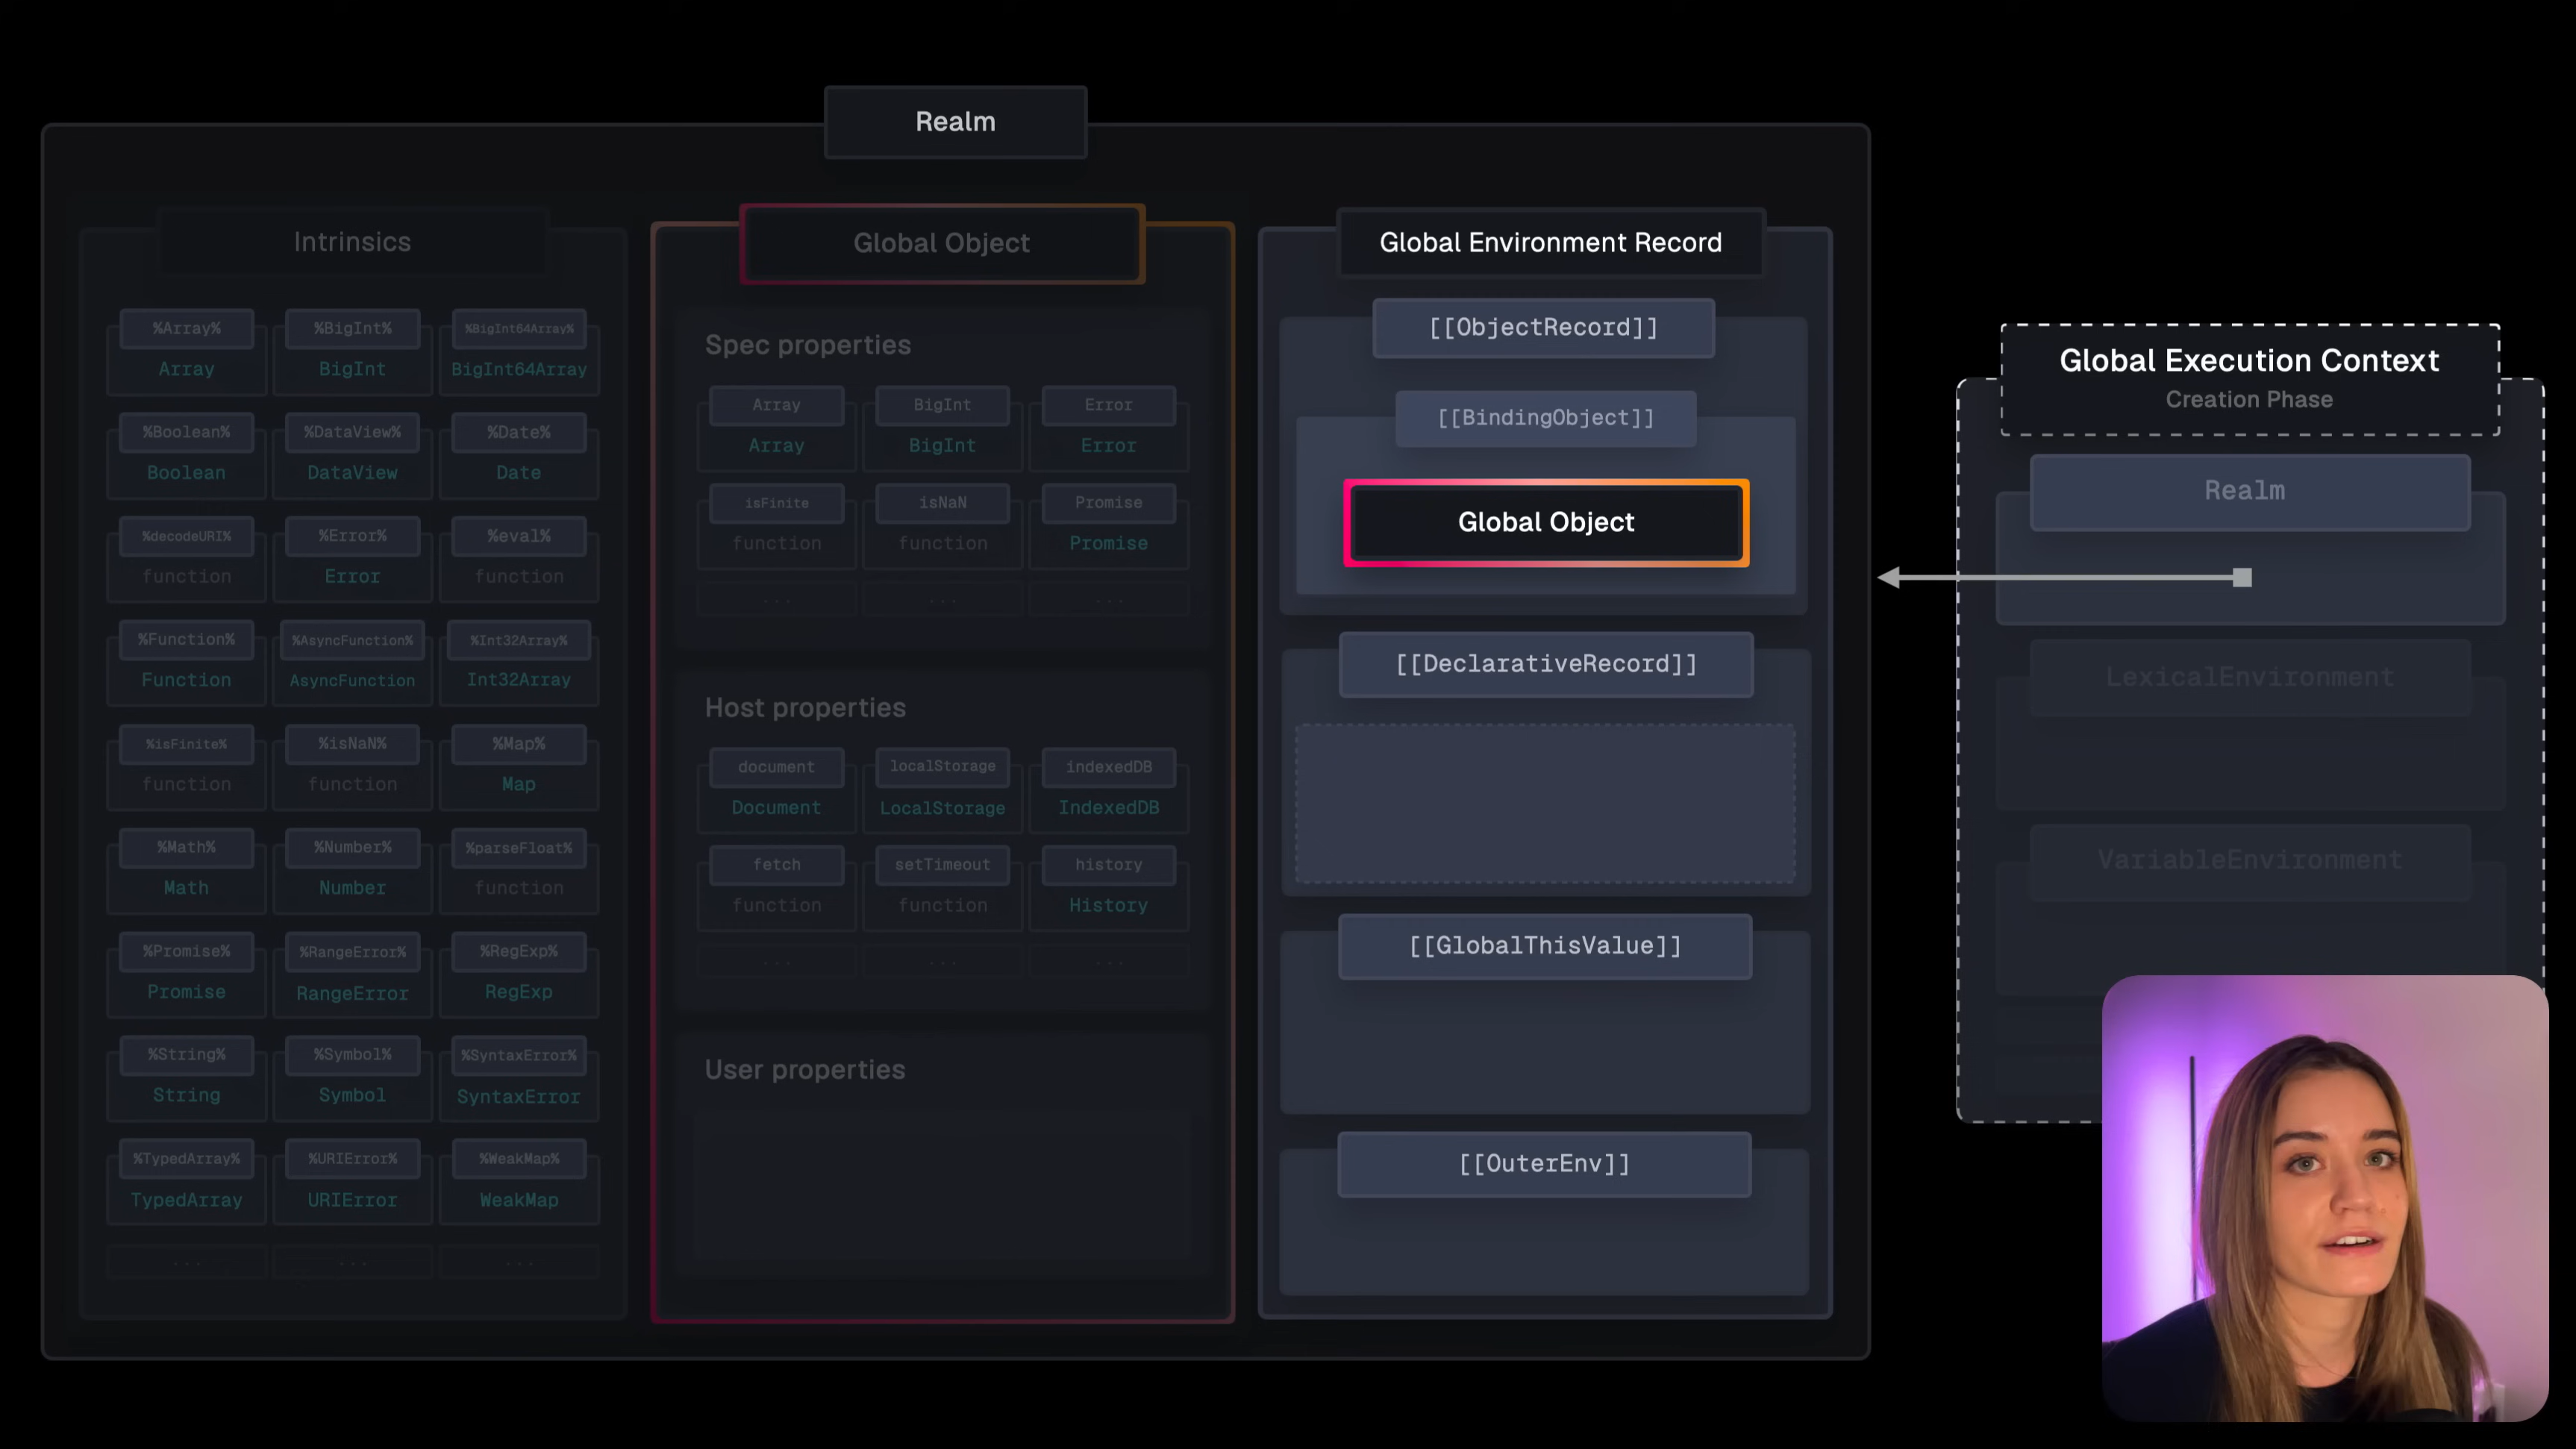 Realm
Intrinsics
%Array%
Array
%BigInt%
BigInt
%BigInt64Array%
BigInt64Array
%Boolean%
Boolean
%DataView%
DataView
%Date%
Date
%decodeURI%
function
%Error%
Error
%eval%
function
%Function%
Function
%AsyncFunction%
AsyncFunction
%Int32Array%
Int32Array
%isFinite%
function
%isNaN%
function
%Map%
Map
%Math%
Math
%Number%
Number
%parseFloat%
function
%Promise%
Promise
%RangeError%
RangeError
%RegExp%
RegExp
%String%
String
%Symbol%
Symbol
%SyntaxError%
SyntaxError
%TypedArray%
TypedArray
%URIError%
URIError
%WeakMap%
WeakMap
...
...
...
Global Object
Spec properties
Array
Array
BigInt
BigInt
Error
Error
isFinite
function
isNaN
function
Promise
Promise
...
...
...
Host properties
document
Document
localStorage
LocalStorage
indexedDB
IndexedDB
fetch
function
setTimeout
function
history
History
...
...
...
User properties
Global Environment Record
[[ObjectRecord]]
[[BindingObject]]
Global Object
[[DeclarativeRecord]]
[[GlobalThisValue]]
[[OuterEnv]]
Global Execution Context
Creation Phase
Realm
LexicalEnvironment
VariableEnvironment